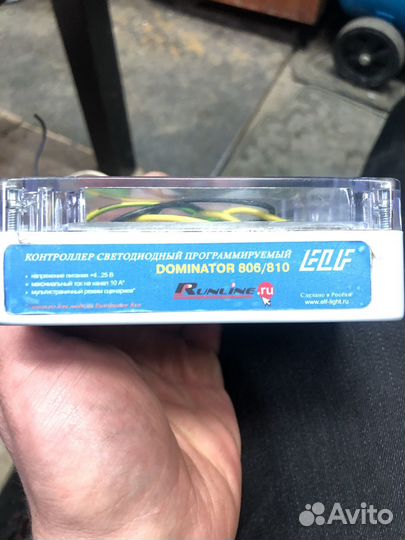 КОНТРОЛЛЕР СВЕТОДИОДНЫЙ ПРОГРАММИРУЕМЫЙ
ELF
DOMINATOR 806/810
• напряжение питания +6...25 В
• максимальный ток на канал 10 А*
• мультистраничный режим сценариев*
RUNLINE.ru
Сделано в России!
www.elf-light.ru
Avito